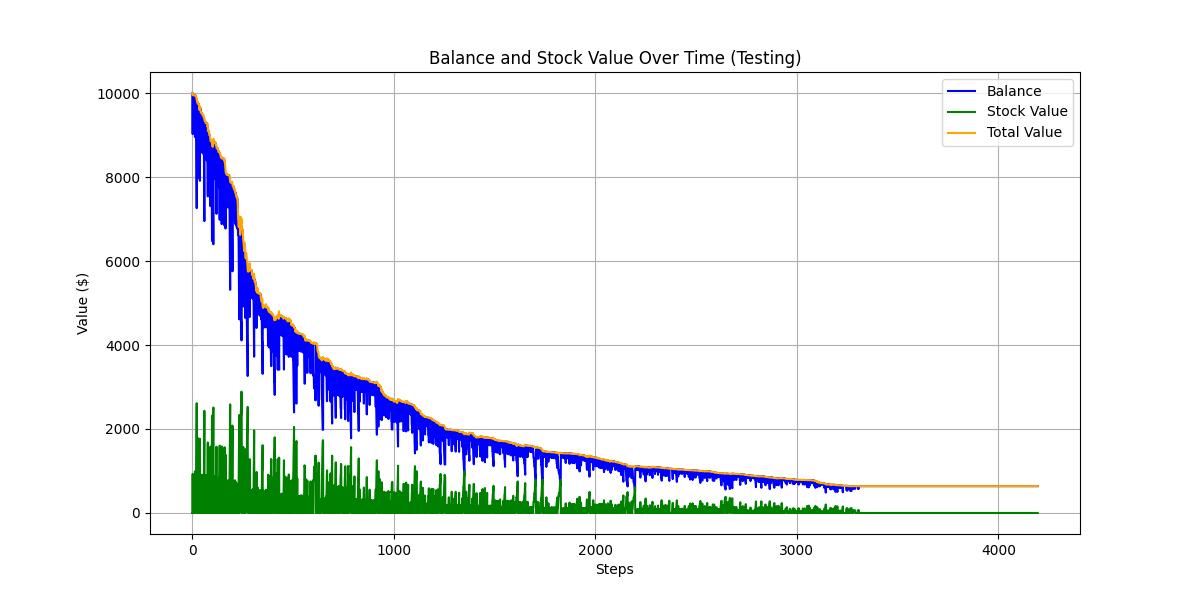 Balance and Stock Value Over Time (Testing)
Balance
Stock Value
Total Value
10000
8000
6000
4000
2000
0
Value ($)
0 1000 2000 3000 4000
Steps